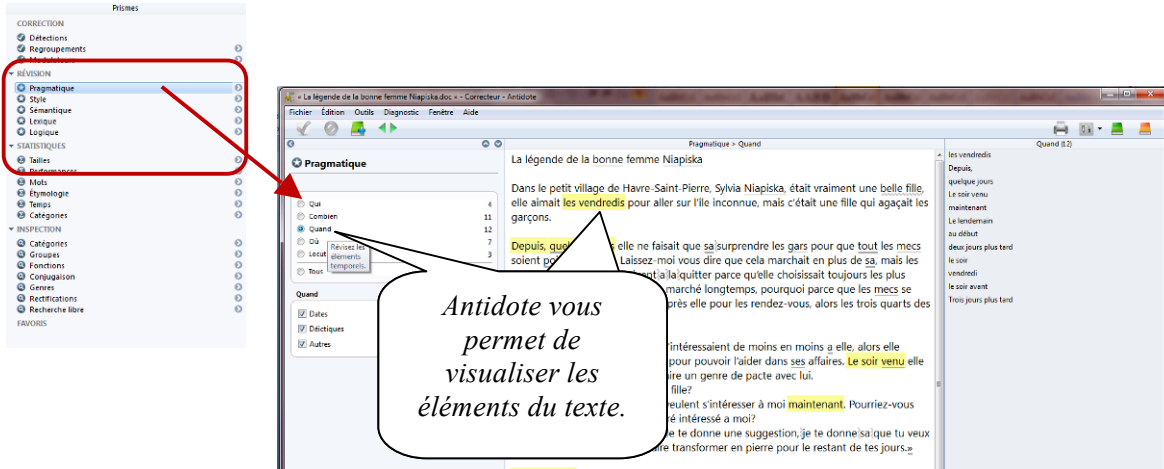 Prismes
CORRECTION
Détections
Regroupements
Modulateurs
RÉVISION
Pragmatique
Style
Sémantique
Lexique
Logique
STATISTIQUES
Tailles
Performances
Mots
Étymologie
Temps
Catégories
INSPECTION
Catégories
Groupes
Fonctions
Conjugaison
Genres
Rectifications
Recherche libre
FAVORIS
« La légende de la bonne femme Niapiska.doc » - Correcteur - Antidote
Fichier Édition Outils Diagnostic Fenêtre Aide
Pragmatique > Quand
Quand (12)
Pragmatique
Qui 4
Combien 11
Quand 12
Où 7
Locut 3
Tous
Révisez les
éléments
temporels.
Quand
Dates
Déictiques
Autres
La légende de la bonne femme Niapiska
Dans le petit village de Havre-Saint-Pierre, Sylvia Niapiska, était vraiment une belle fille,
elle aimait les vendredis pour aller sur l'île inconnue, mais c'était une fille qui agaçait les
garçons.
Depuis, elle ne faisait que sa surprendre les gars pour que tout les mecs
soient Laissez-moi vous dire que cela marchait en plus de sa, mais les
a la quitter parce qu'elle choisissait toujours les plus
marché longtemps, pourquoi parce que les mecs se
près elle pour les rendez-vous, alors les trois quarts des
intéressaient de moins en moins a elle, alors elle
pour pouvoir l'aider dans ses affaires. Le soir venu elle
ire un genre de pacte avec lui.
fille?
veulent s'intéresser à moi maintenant. Pourriez-vous
ré intéressé a moi?
e te donne une suggestion, je te donne sa que tu veux
re transformer en pierre pour le restant de tes jours.»
Antidote vous
permet de
visualiser les
éléments du texte.
les vendredis
Depuis,
quelque jours
Le soir venu
maintenant
Le lendemain
au début
deux jours plus tard
le soir
vendredi
le soir avant
Trois jours plus tard